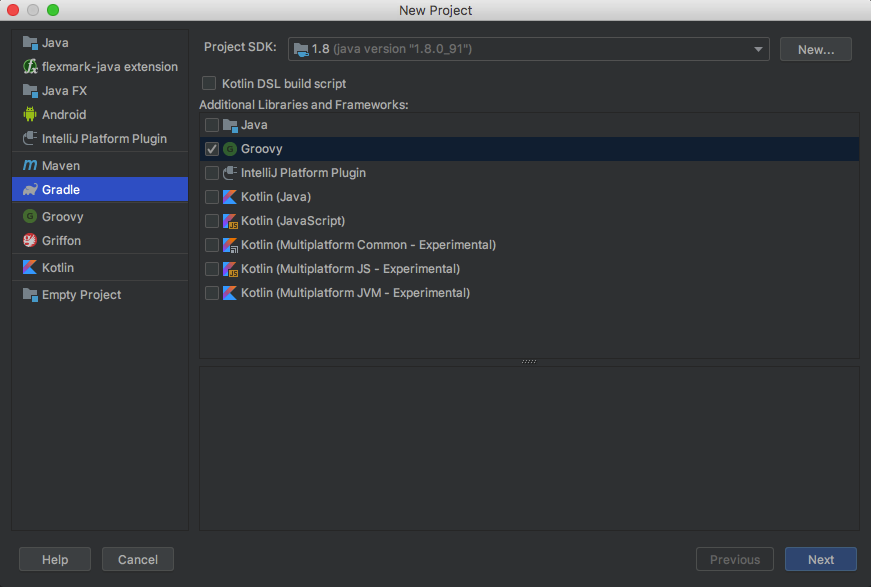 New Project
Java
flexmark-java extension
Java FX
Android
IntelliJ Platform Plugin
Maven
Gradle
Groovy
Griffon
Kotlin
Empty Project
Project SDK: 1.8 (java version "1.8.0_91") New...
Kotlin DSL build script
Additional Libraries and Frameworks:
Java
Groovy
IntelliJ Platform Plugin
Kotlin (Java)
Kotlin (JavaScript)
Kotlin (Multiplatform Common - Experimental)
Kotlin (Multiplatform JS - Experimental)
Kotlin (Multiplatform JVM - Experimental)
Help Cancel Previous Next